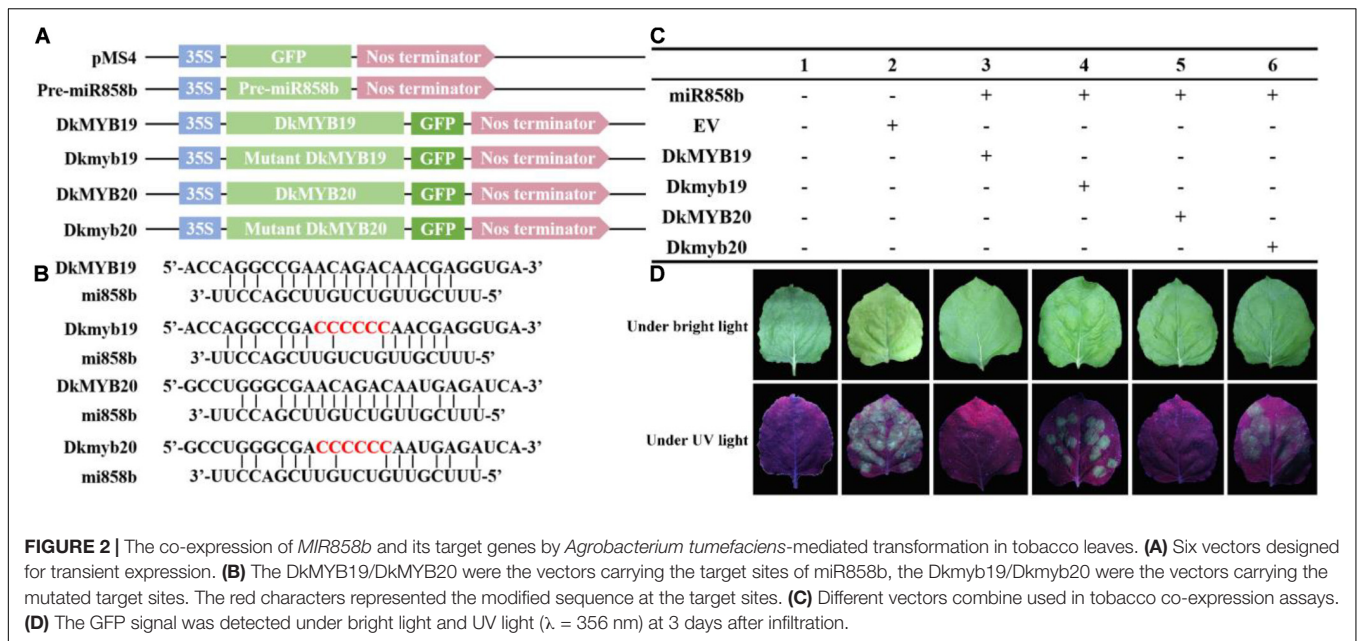 A
pMS4 35S GFP Nos terminator
Pre-miR858b 35S Pre-miR858b Nos terminator
DkMYB19 35S DkMYB19 GFP Nos terminator
Dkmyb19 35S Mutant DkMYB19 GFP Nos terminator
DkMYB20 35S DkMYB20 GFP Nos terminator
Dkmyb20 35S Mutant DkMYB20 GFP Nos terminator
B
DkMYB19 5’-ACCAGGCCGAACAGACAACGAGGUGA-3’
mi858b 3’-UUCCAGCUUGUCUGUUGCUUU-5’
Dkmyb19 5’-ACCAGGCCGACCCCCCAACGAGGUGA-3’
mi858b 3’-UUCCAGCUUGUCUGUUGCUUU-5’
DkMYB20 5’-GCCUGGGCGAACAGACAAUGAGAUCA-3’
mi858b 3’-UUCCAGCUUGUCUGUUGCUUU-5’
Dkmyb20 5’-GCCUGGGCGACCCCCCAAUGAGAUCA-3’
mi858b 3’-UUCCAGCUUGUCUGUUGCUUU-5’
C
1 2 3 4 5 6
miR858b - - + + + +
EV - + - - - -
DkMYB19 - - + - - -
Dkmyb19 - - - + - -
DkMYB20 - - - - + -
Dkmyb20 - - - - - +
D
Under bright light
Under UV light
FIGURE 2 | The co-expression of MIR858b and its target genes by Agrobacterium tumefaciens-mediated transformation in tobacco leaves. (A) Six vectors designed
for transient expression. (B) The DkMYB19/DkMYB20 were the vectors carrying the target sites of miR858b, the Dkmyb19/Dkmyb20 were the vectors carrying the
mutated target sites. The red characters represented the modified sequence at the target sites. (C) Different vectors combine used in tobacco co-expression assays.
(D) The GFP signal was detected under bright light and UV light (λ = 356 nm) at 3 days after infiltration.